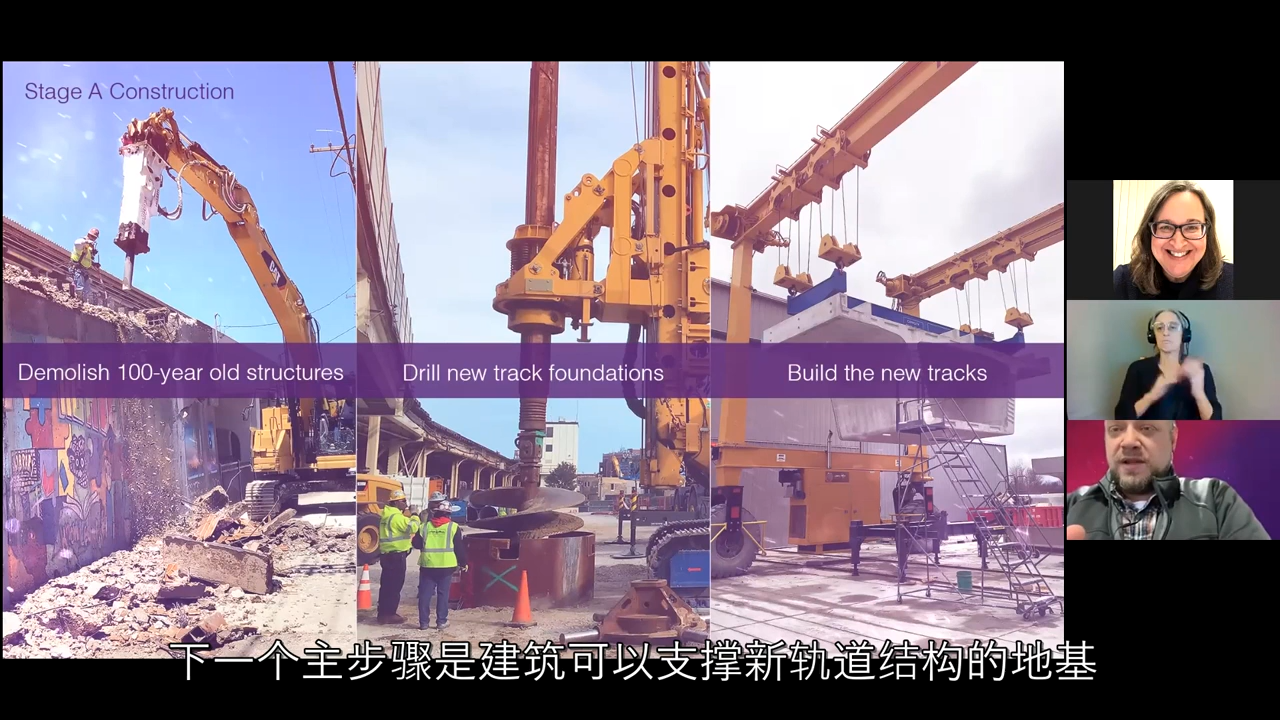 Stage A Construction
Demolish 100-year old structures
Drill new track foundations
Build the new tracks
下一个主步骤是建筑可以支撑新轨道结构的地基